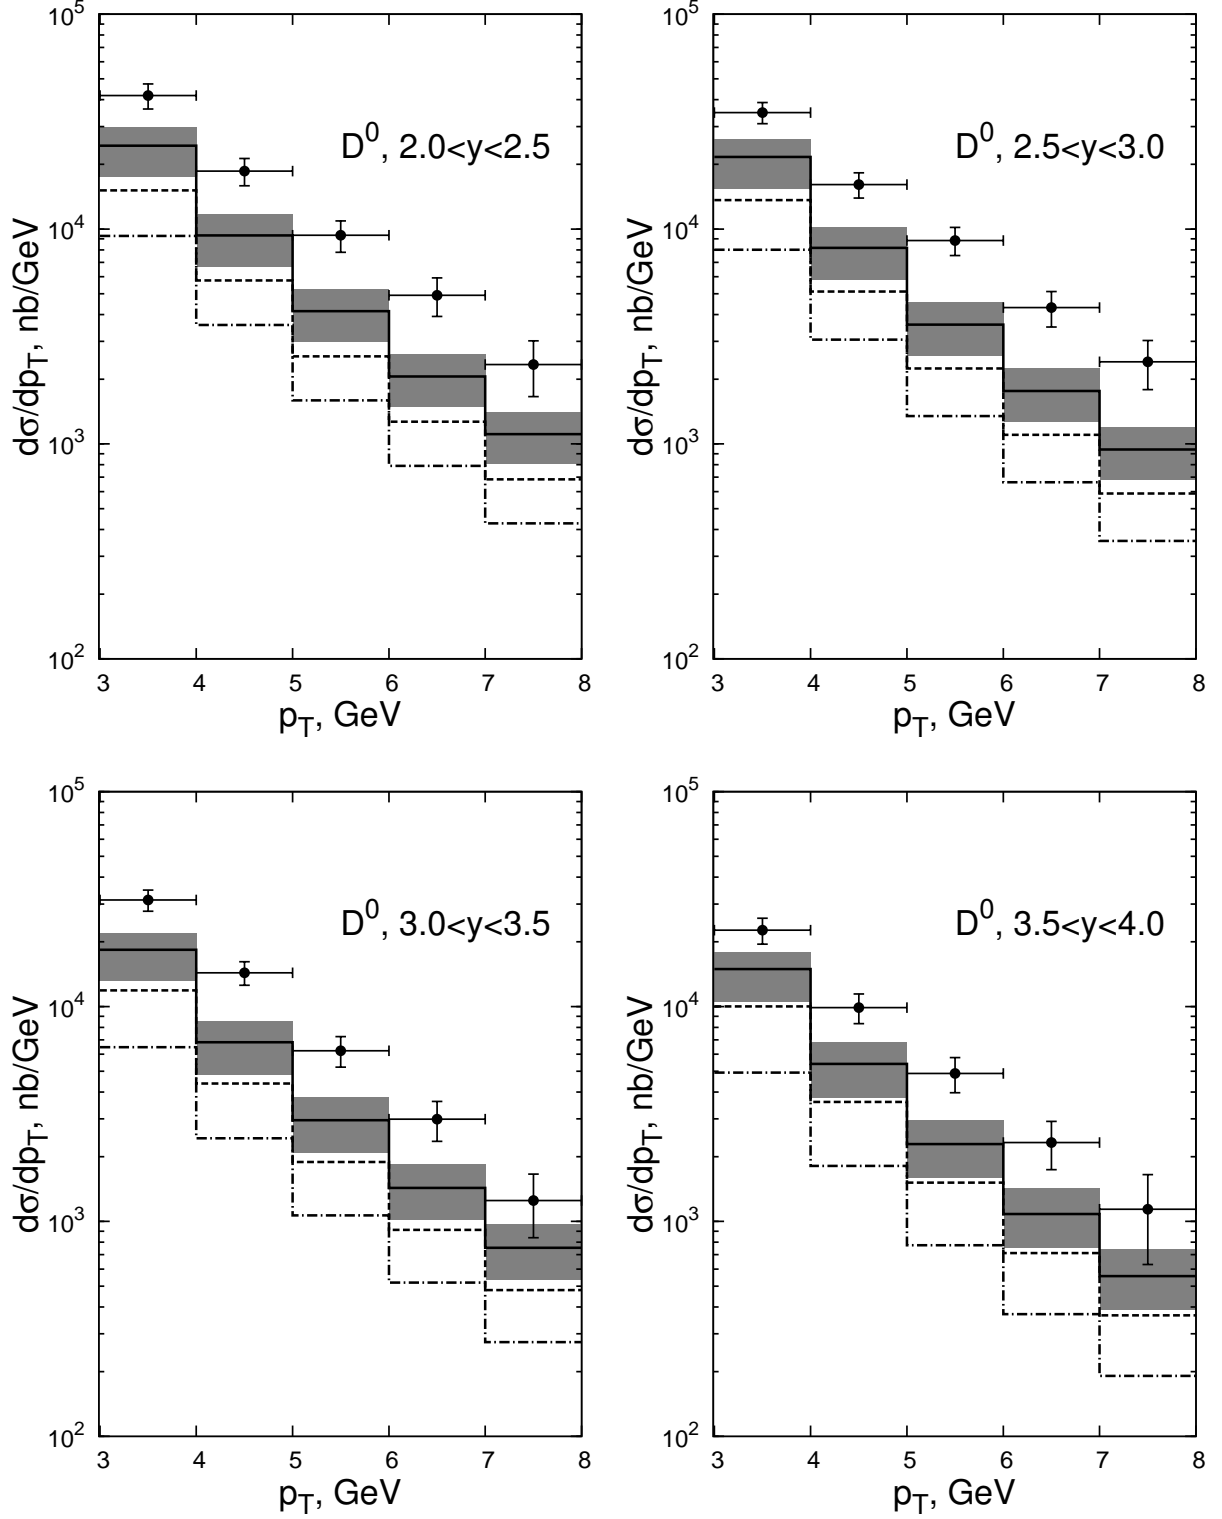 10^5
10^4
10^3
10^2
dσ/dp_T, nb/GeV
D^0, 2.0<y<2.5
3 4 5 6 7 8
p_T, GeV
10^5
10^4
10^3
10^2
dσ/dp_T, nb/GeV
D^0, 2.5<y<3.0
3 4 5 6 7 8
p_T, GeV
10^5
10^4
10^3
10^2
dσ/dp_T, nb/GeV
D^0, 3.0<y<3.5
3 4 5 6 7 8
p_T, GeV
10^5
10^4
10^3
10^2
dσ/dp_T, nb/GeV
D^0, 3.5<y<4.0
3 4 5 6 7 8
p_T, GeV